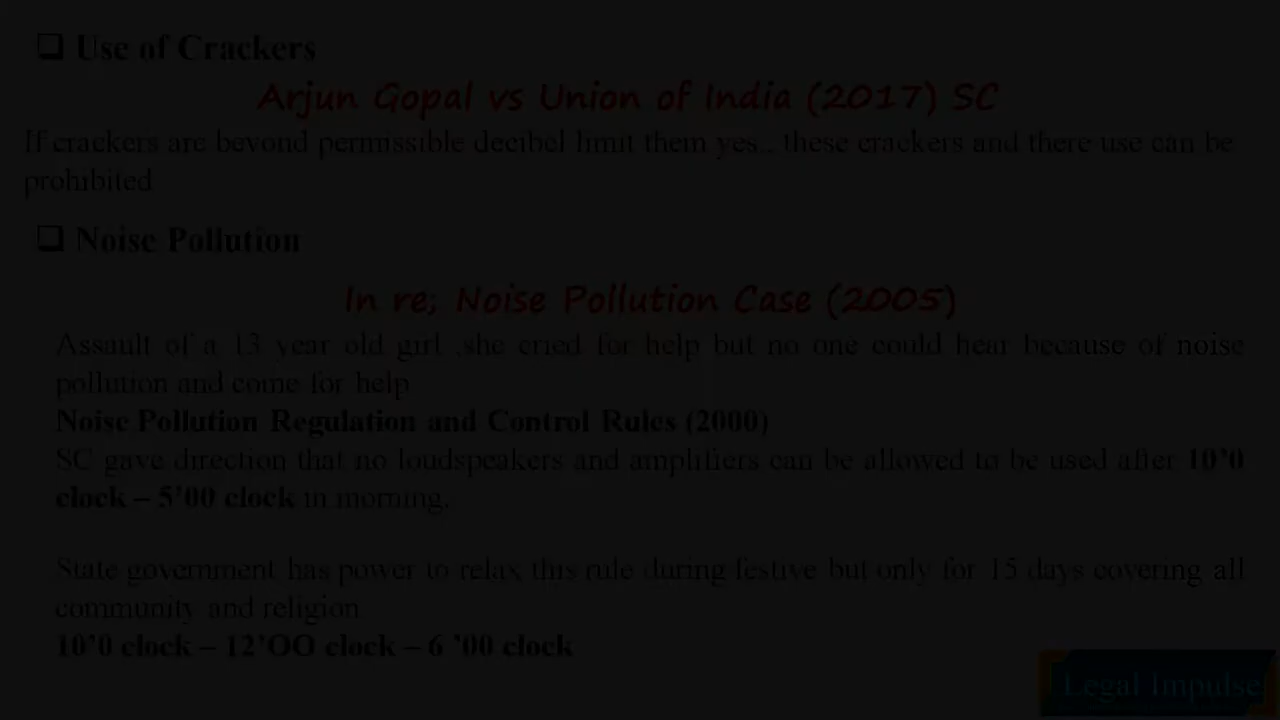 Use of Crackers
Arjun Gopal vs Union of India (2017) SC
If crackers are beyond permissible decibel limit them yes.. these crackers and there use can be
prohibited
Noise Pollution
In re; Noise Pollution Case (2005)
Assault of a 13 year old girl ,she cried for help but no one could hear because of noise
pollution and come for help
Noise Pollution Regulation and Control Rules (2000)
SC gave direction that no loudspeakers and amplifiers can be allowed to be used after 10'0
clock – 5'00 clock in morning.
State government has power to relax this rule during festive but only for 15 days covering all
community and religion
10'0 clock – 12'OO clock – 6 '00 clock
Legal Impulse